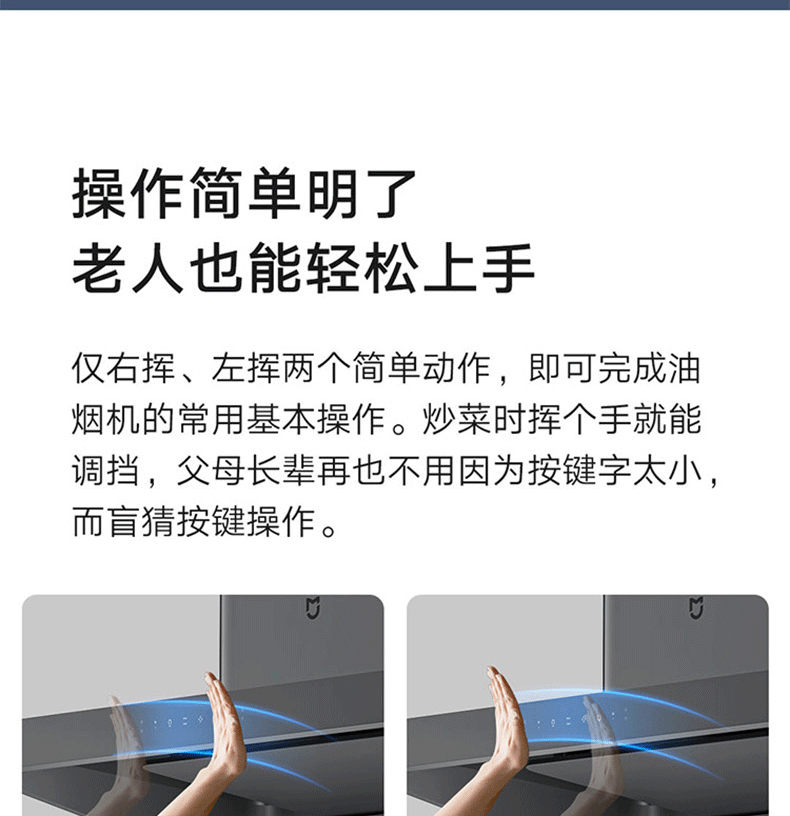 操作简单明了
老人也能轻松上手
仅右挥、左挥两个简单动作，即可完成油
烟机的常用基本操作。炒菜时挥个手就能
调挡，父母长辈再也不用因为按键字太小，
而盲猜按键操作。